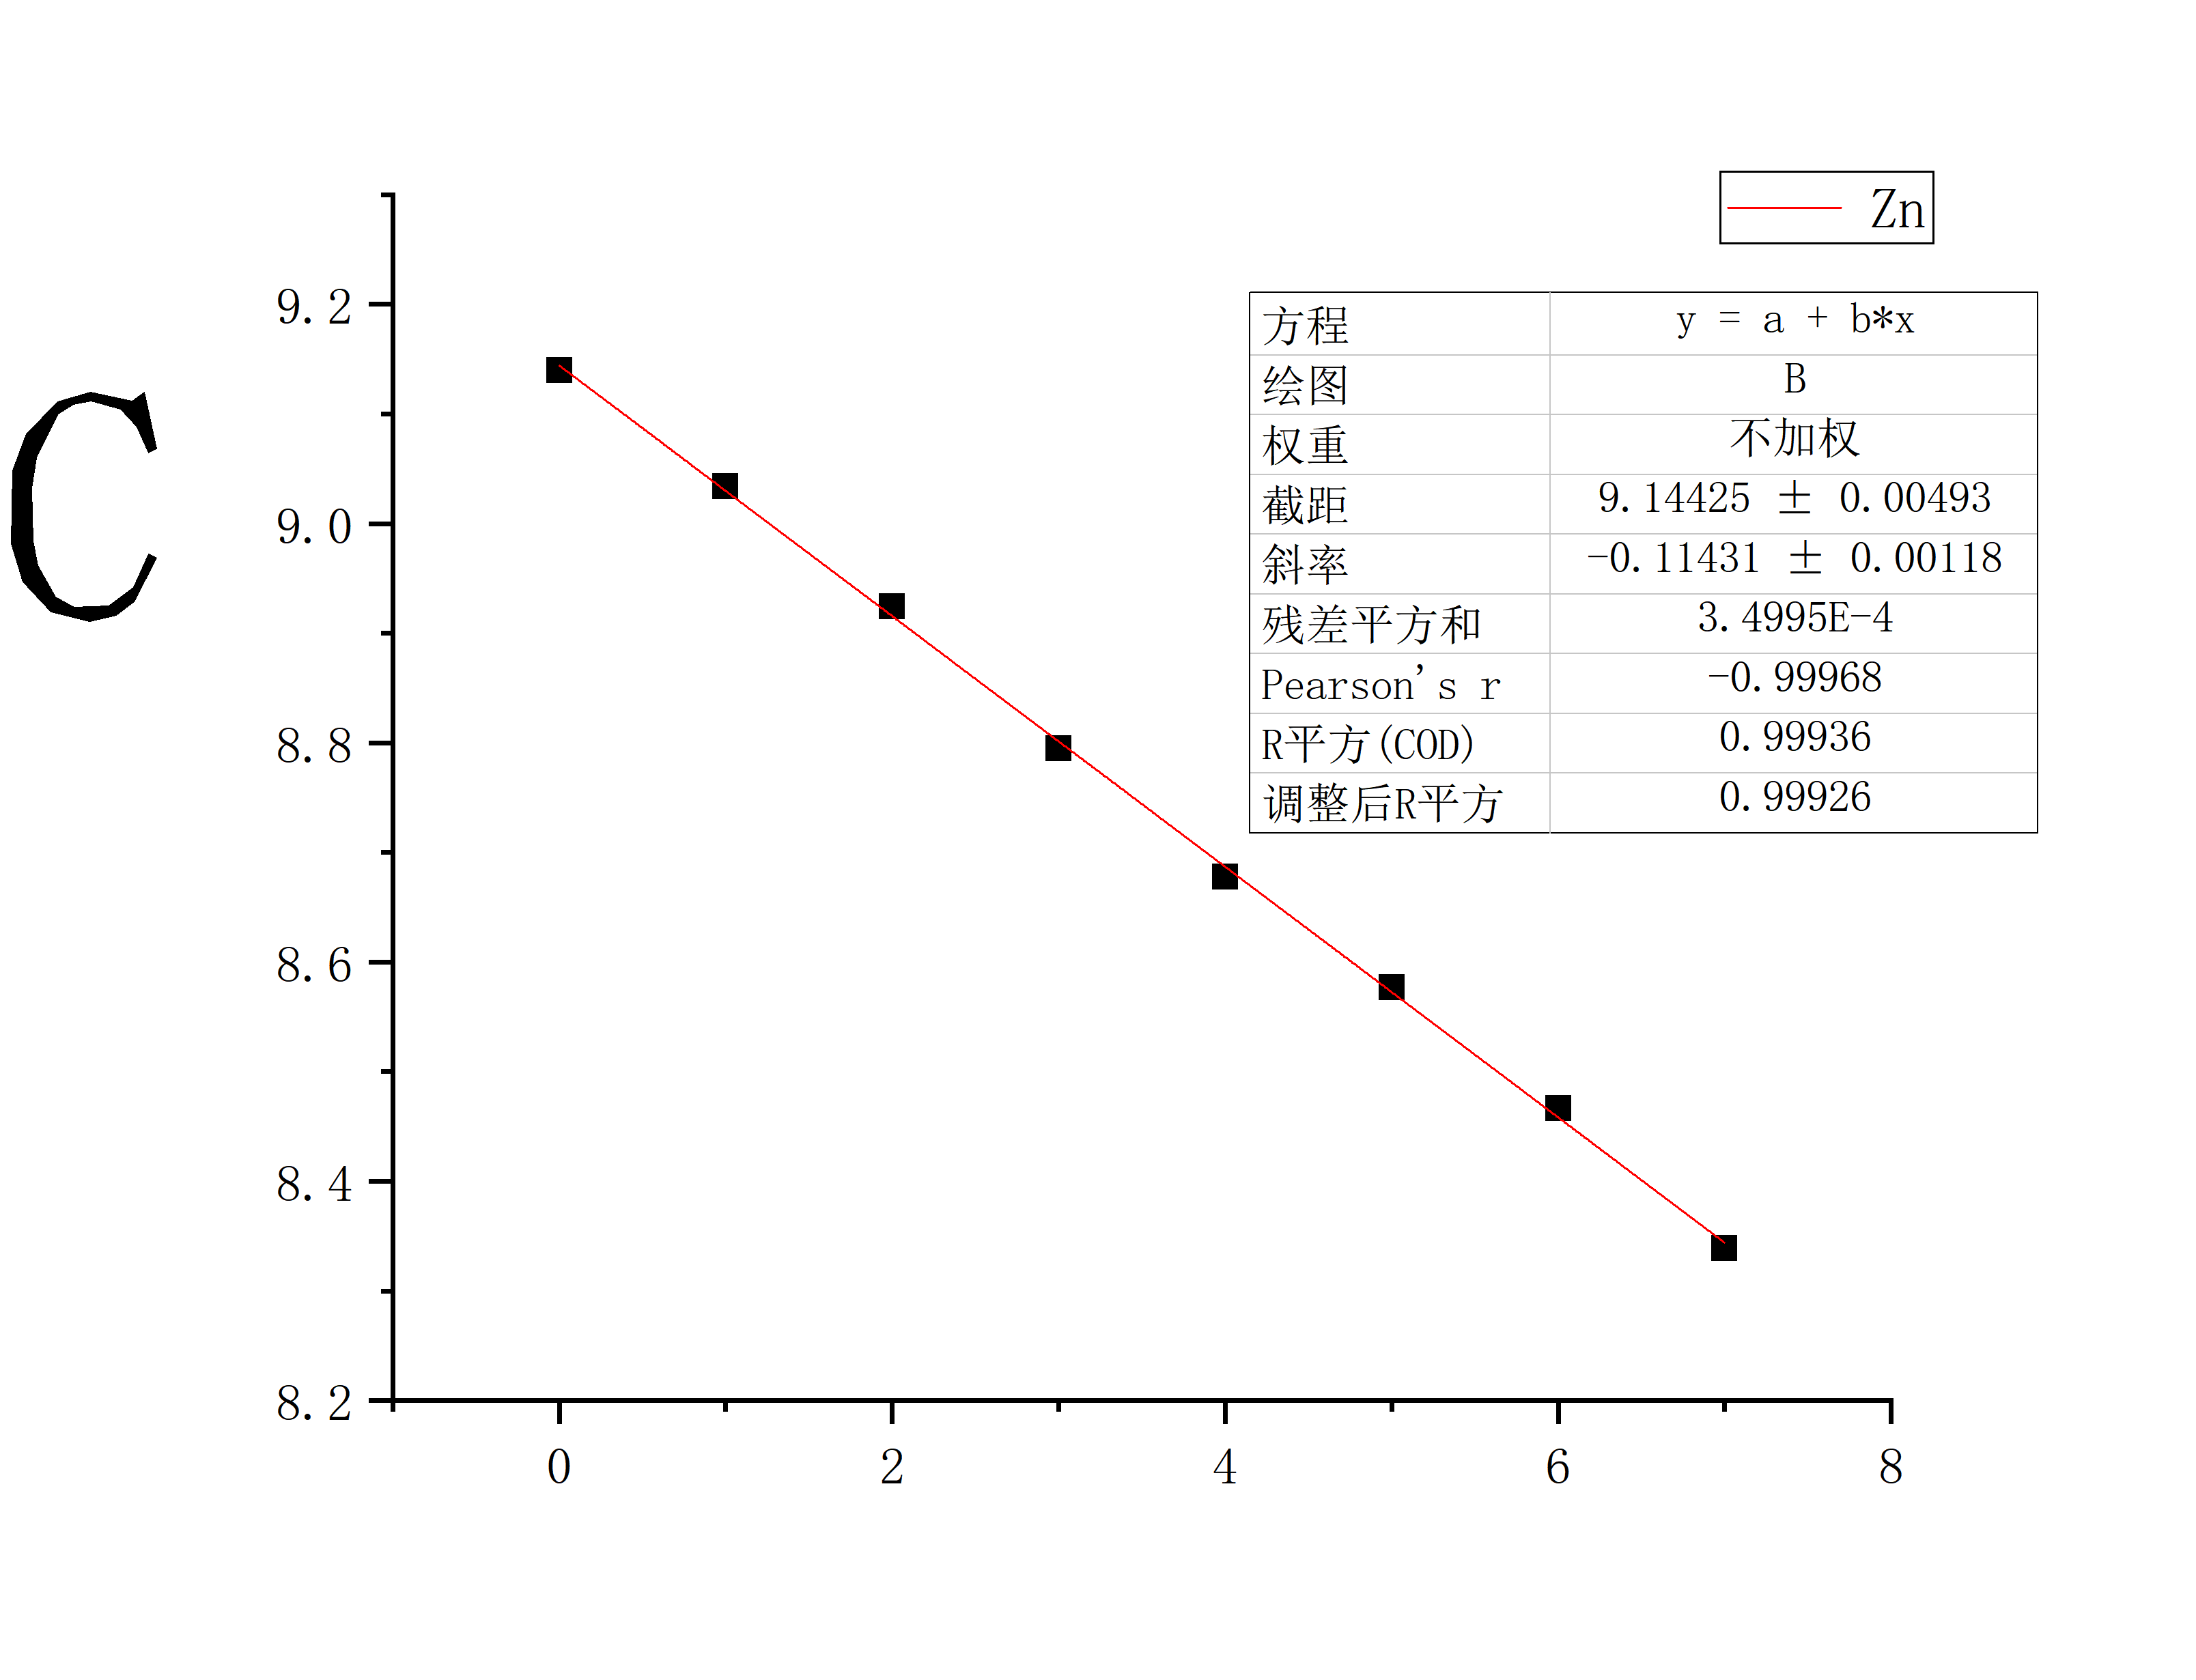 C
Zn
方程 y = a + b*x
绘图 B
权重 不加权
截距 9.14425 ± 0.00493
斜率 -0.11431 ± 0.00118
残差平方和 3.4995E-4
Pearson's r -0.99968
R平方(COD) 0.99936
调整后R平方 0.99926
9.2
9.0
8.8
8.6
8.4
8.2
0 2 4 6 8